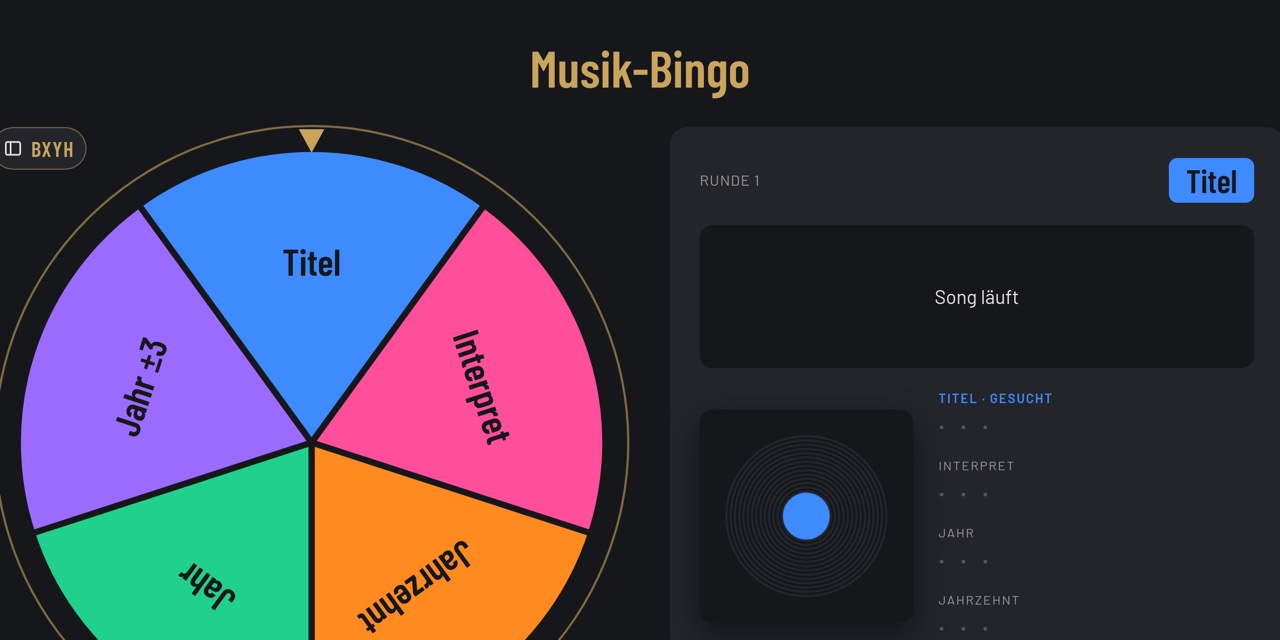 Musik-Bingo
BXYH
Titel
Interpret
Jahrzehnt
Jahr
Jahr ±3
RUNDE 1
Titel
Song läuft
TITEL · GESUCHT
• • •
INTERPRET
• • •
JAHR
• • •
JAHRZEHNT
• • •